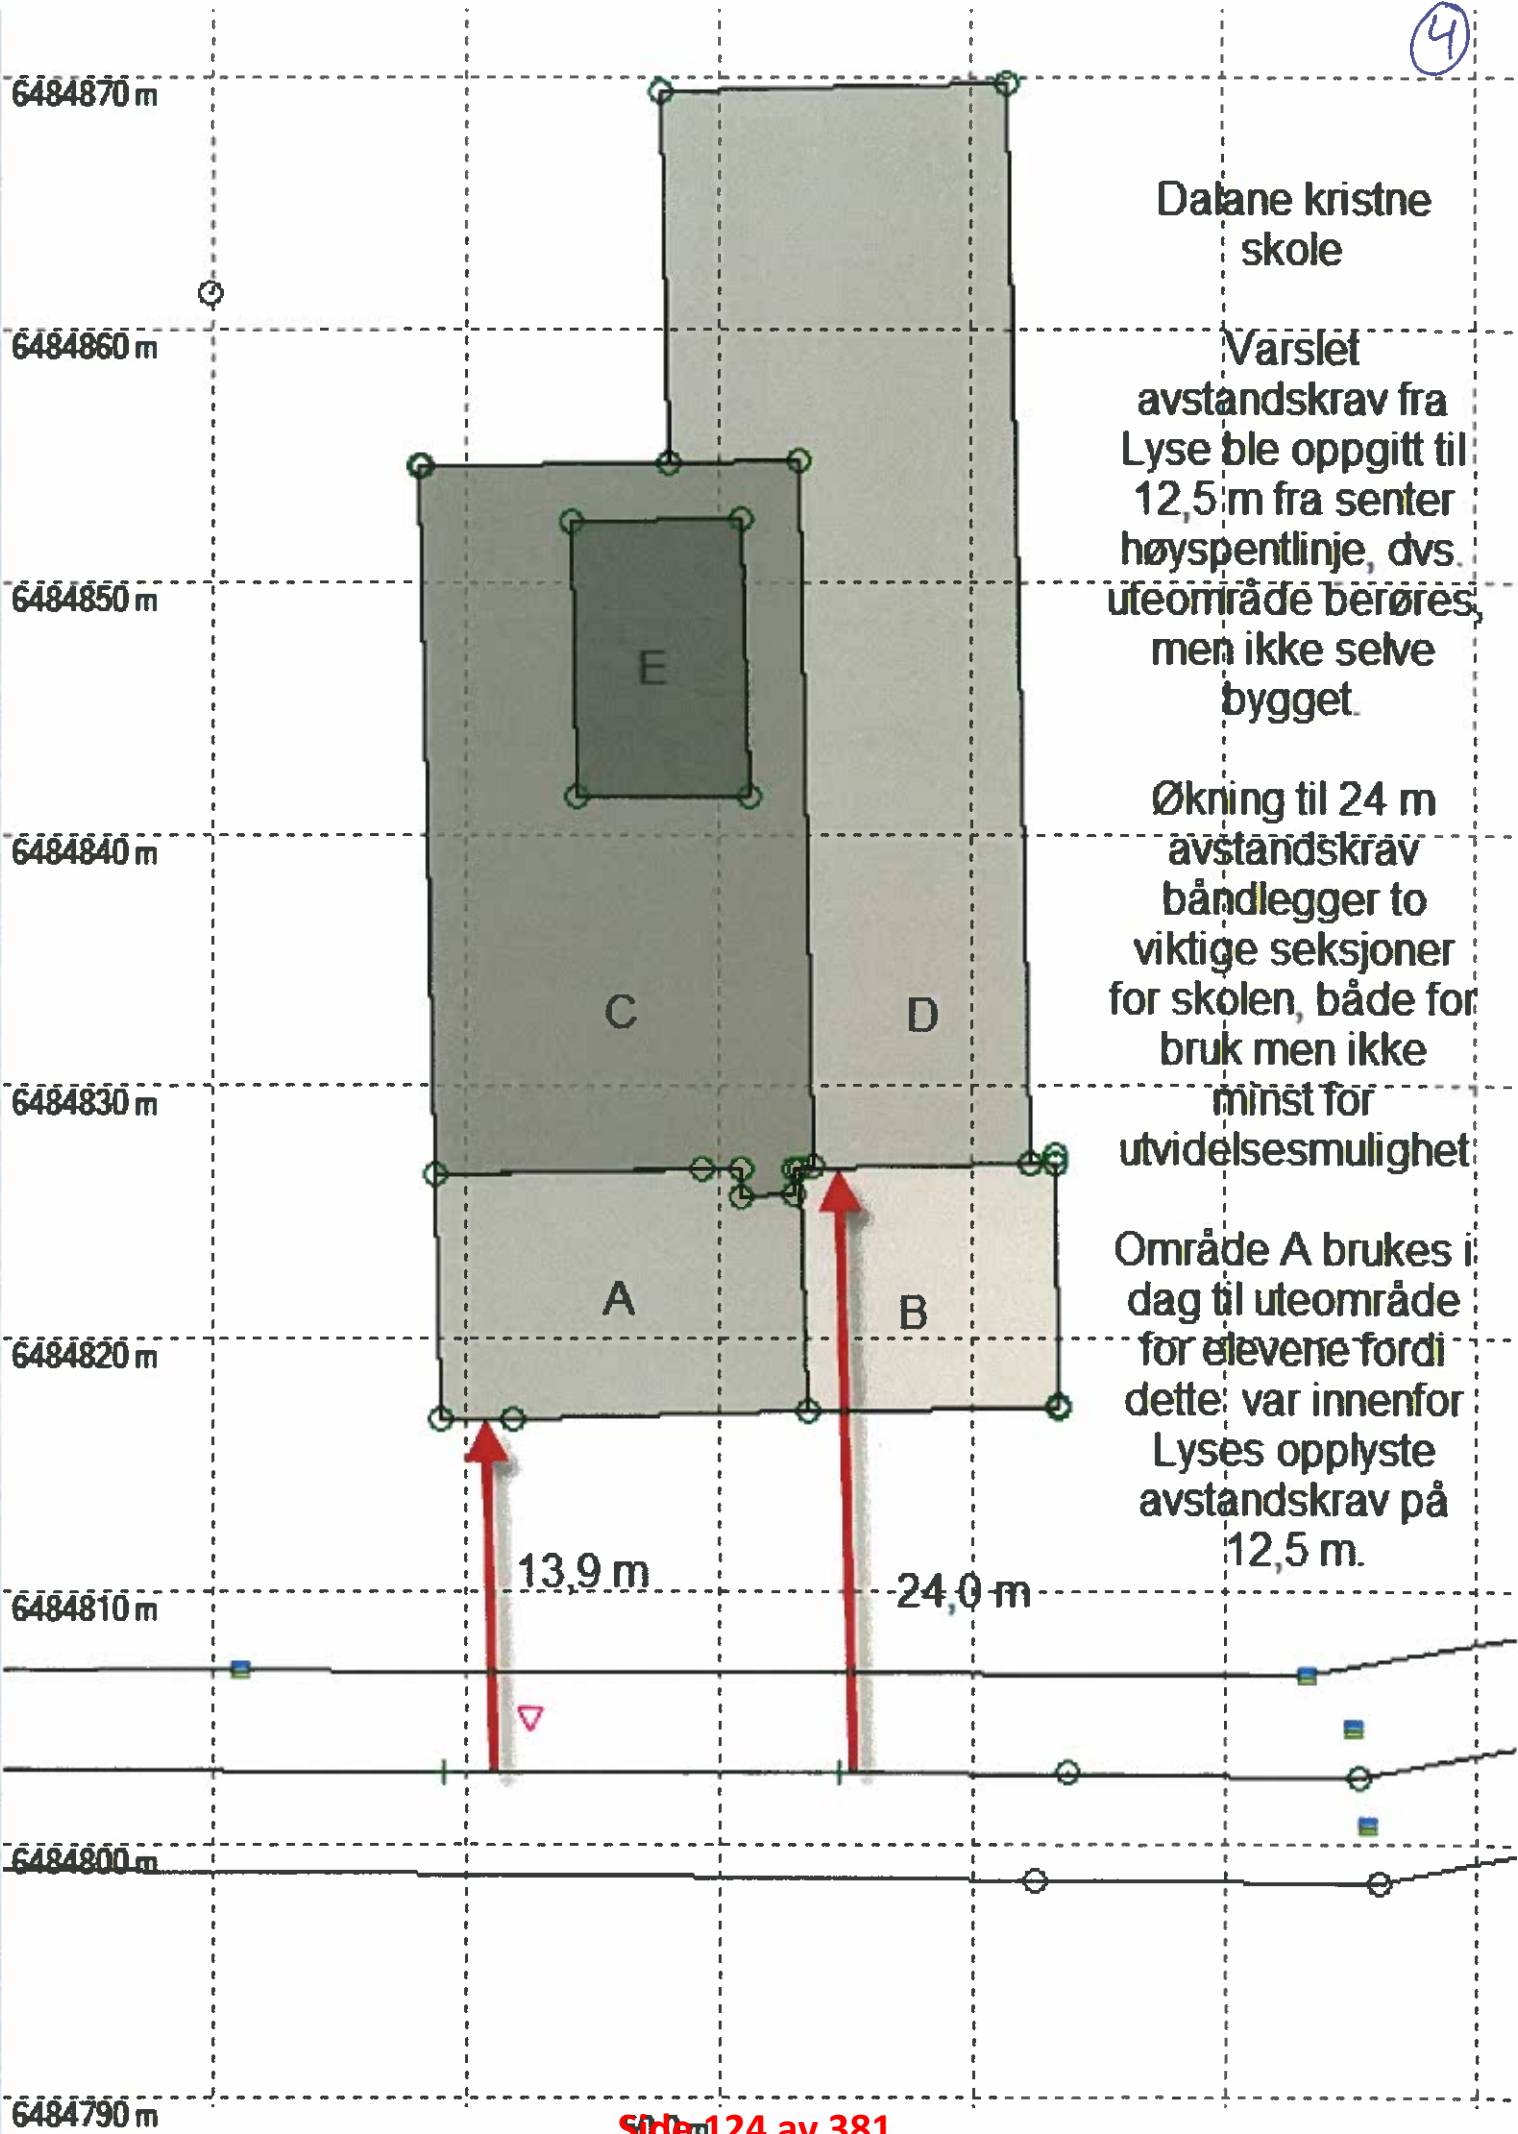 4
6484870 m
Dalane kristne
skole
6484860 m
Varslet
avstandskrav fra
Lyse ble oppgitt til
12,5 m fra senter
høyspentlinje, dvs.
6484850 m
uteområde berøres,
men ikke selve
bygget.
E
Økning til 24 m
6484840 m
avstandskrav
båndlegger to
viktige seksjoner
for skolen, både for
C
D
bruk men ikke
6484830 m
minst for
utvidelsesmulighet
Område A brukes i
A
B
dag til uteområde
6484820 m
for elevene fordi
dette var innenfor
Lyses opplyste
avstandskrav på
12,5 m.
13,9 m
24,0 m
6484810 m
6484800 m
6484790 m
Side 124 av 381